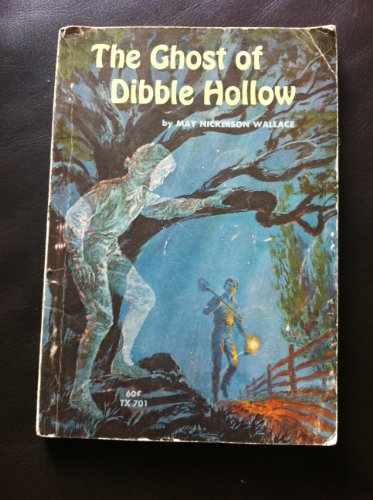 The Ghost of
Dibble Hollow
by MAY NICKERSON WALLACE
60¢
TX 701